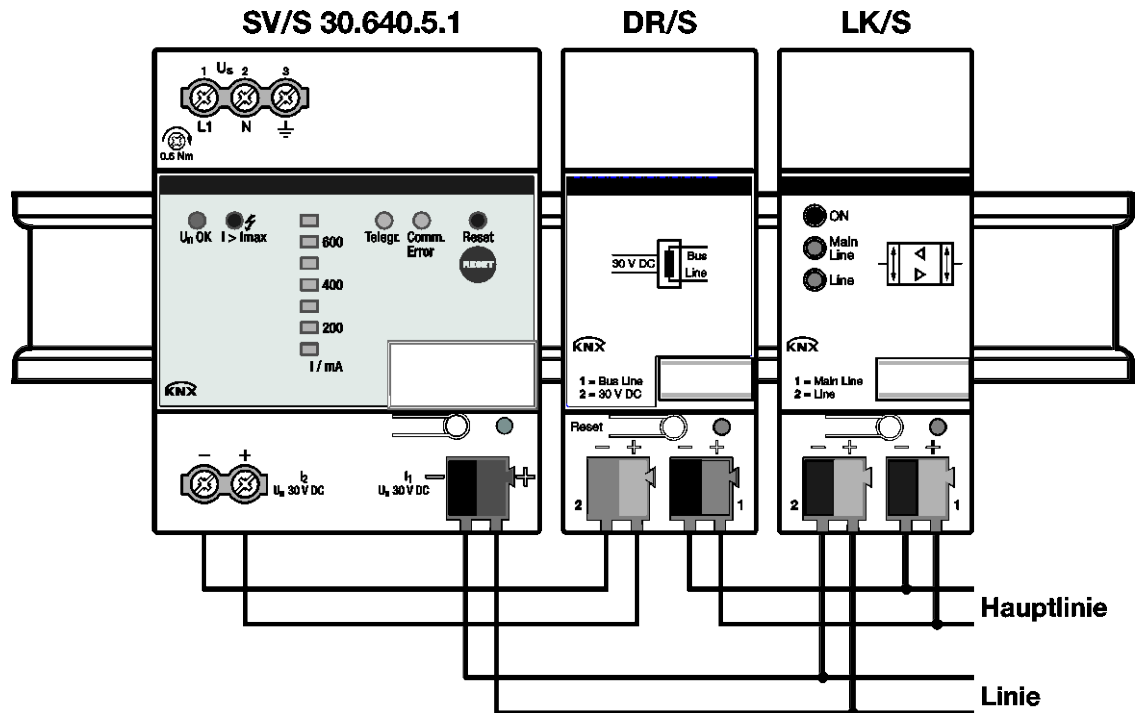 SV/S 30.640.5.1
DR/S
LK/S
1 Us 2 3
L1 N
0.5 Nm
Un OK I > Imax
Telegr. Comm. Error
Reset
RESET
600
400
200
I / mA
KNX
I2
Un 30 V DC
I1
Un 30 V DC
− +
− +
30 V DC
Bus
Line
KNX
1 = Bus Line
2 = 30 V DC
Reset
− + − +
2 1
ON
Main
Line
Line
KNX
1 = Main Line
2 = Line
− + − +
2 1
Hauptlinie
Linie